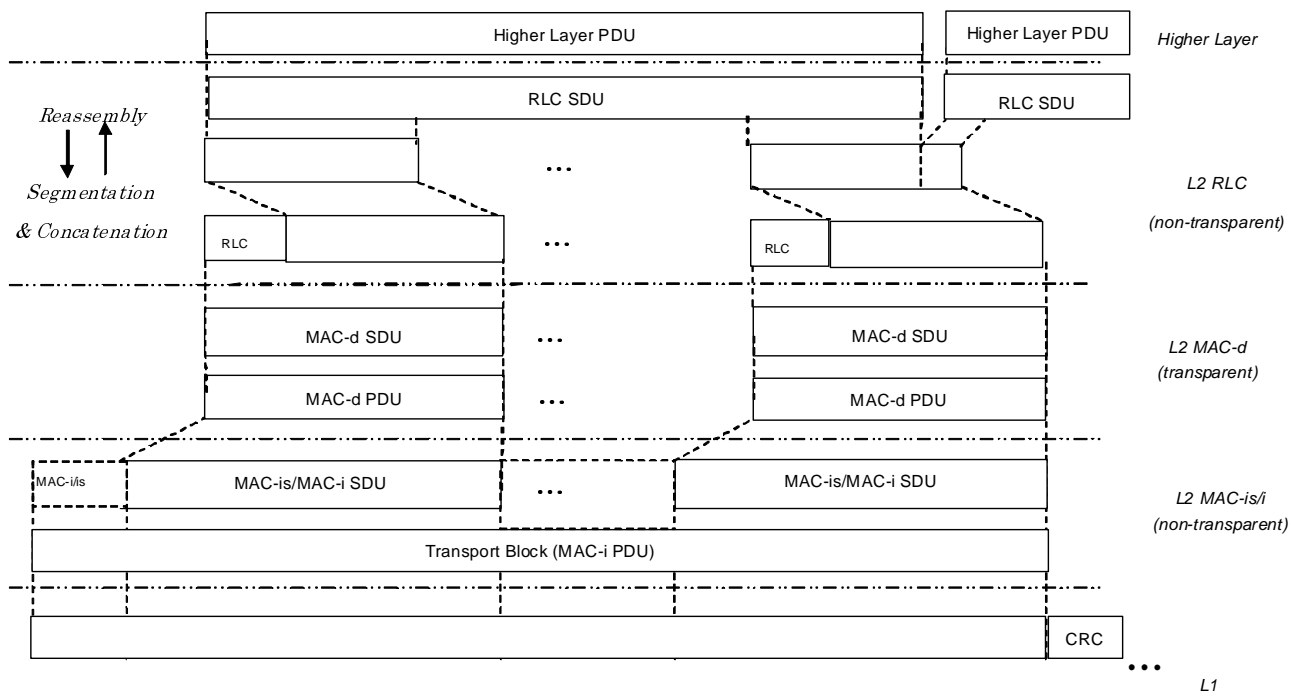 Higher Layer PDU
Higher Layer PDU
Higher Layer
RLC SDU
RLC SDU
Reassembly
...
Segmentation
& Concatenation
L2 RLC
(non-transparent)
RLC
...
RLC
MAC-d SDU
...
MAC-d SDU
L2 MAC-d
(transparent)
MAC-d PDU
...
MAC-d PDU
MAC-i/is
MAC-is/MAC-i SDU
...
MAC-is/MAC-i SDU
L2 MAC-is/i
(non-transparent)
Transport Block (MAC-i PDU)
CRC
...
L1